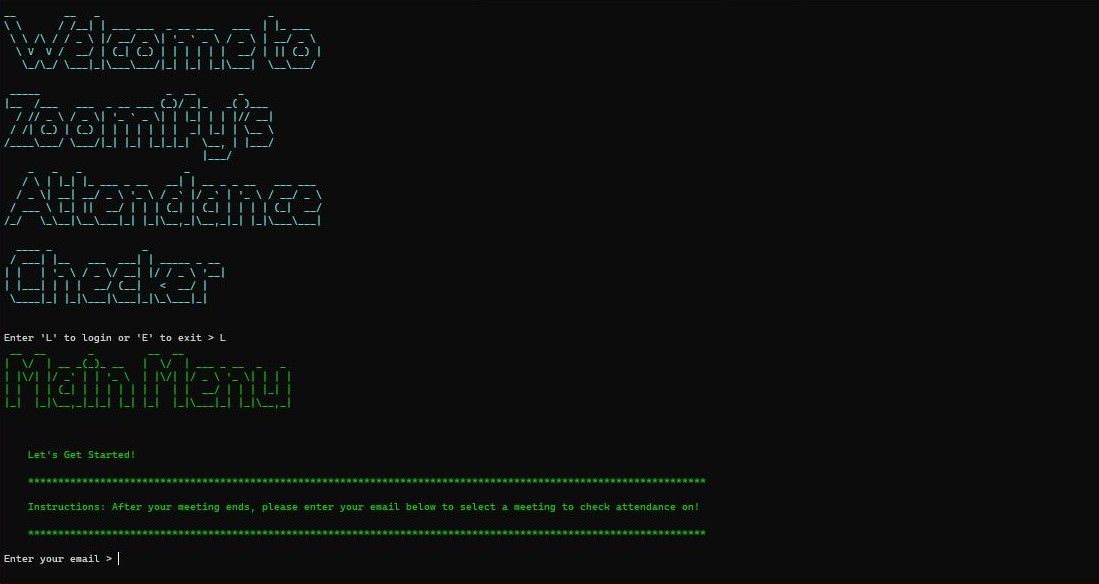 Welcome to
Zoomify's
Attendance
Checker
Enter 'L' to login or 'E' to exit > L
Main Menu
Let's Get Started!
*****************************************************************************************************************
Instructions: After your meeting ends, please enter your email below to select a meeting to check attendance on!
*****************************************************************************************************************
Enter your email >